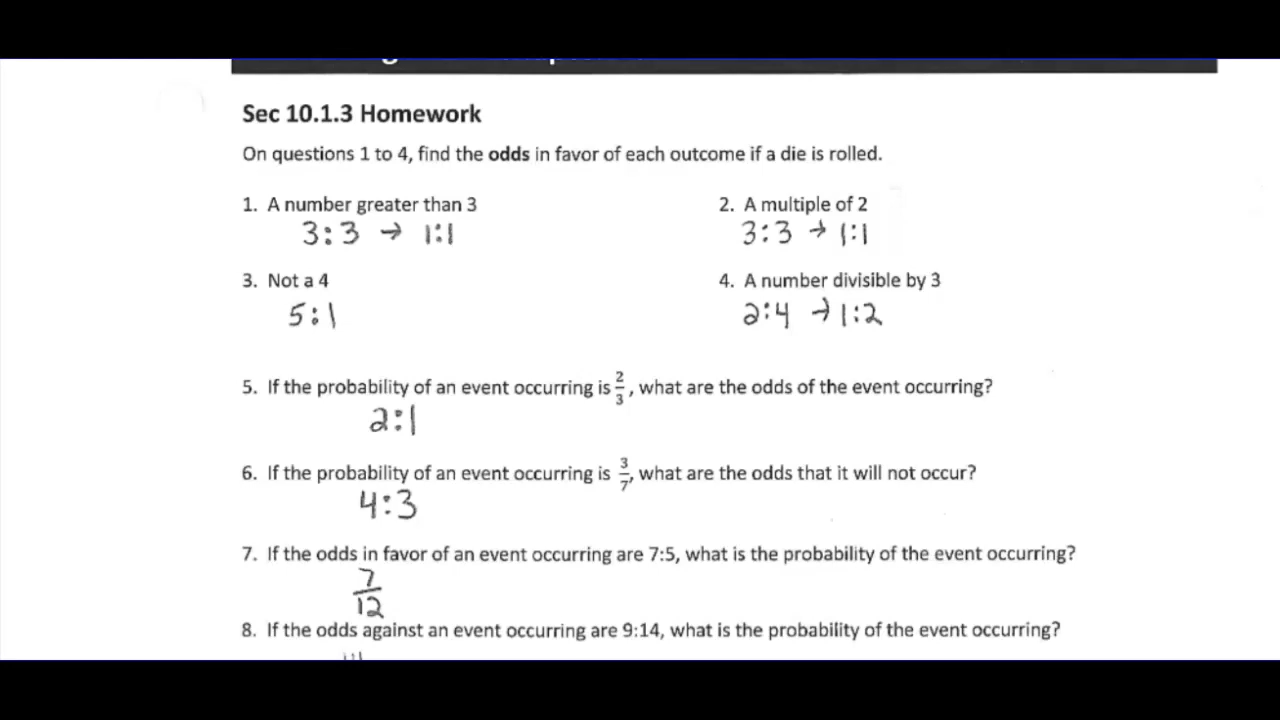 Sec 10.1.3 Homework
On questions 1 to 4, find the odds in favor of each outcome if a die is rolled.
1. A number greater than 3
3:3 → 1:1
2. A multiple of 2
3:3 → 1:1
3. Not a 4
5:1
4. A number divisible by 3
2:4 → 1:2
5. If the probability of an event occurring is 2/3, what are the odds of the event occurring?
2:1
6. If the probability of an event occurring is 3/7, what are the odds that it will not occur?
4:3
7. If the odds in favor of an event occurring are 7:5, what is the probability of the event occurring?
7/12
8. If the odds against an event occurring are 9:14, what is the probability of the event occurring?